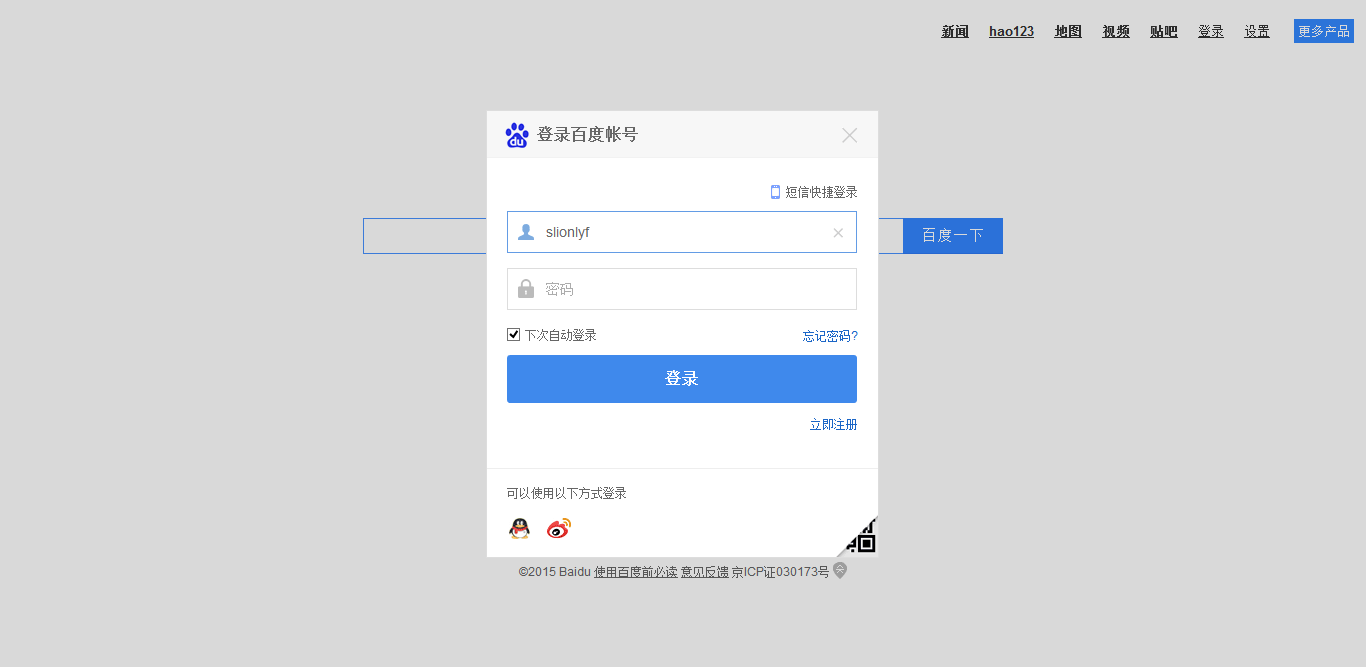 新闻 hao123 地图 视频 贴吧 登录 设置 更多产品
du 登录百度帐号
短信快捷登录
slionlyf
百度一下
密码
下次自动登录 忘记密码?
登录
立即注册
可以使用以下方式登录
©2015 Baidu 使用百度前必读 意见反馈 京ICP证030173号